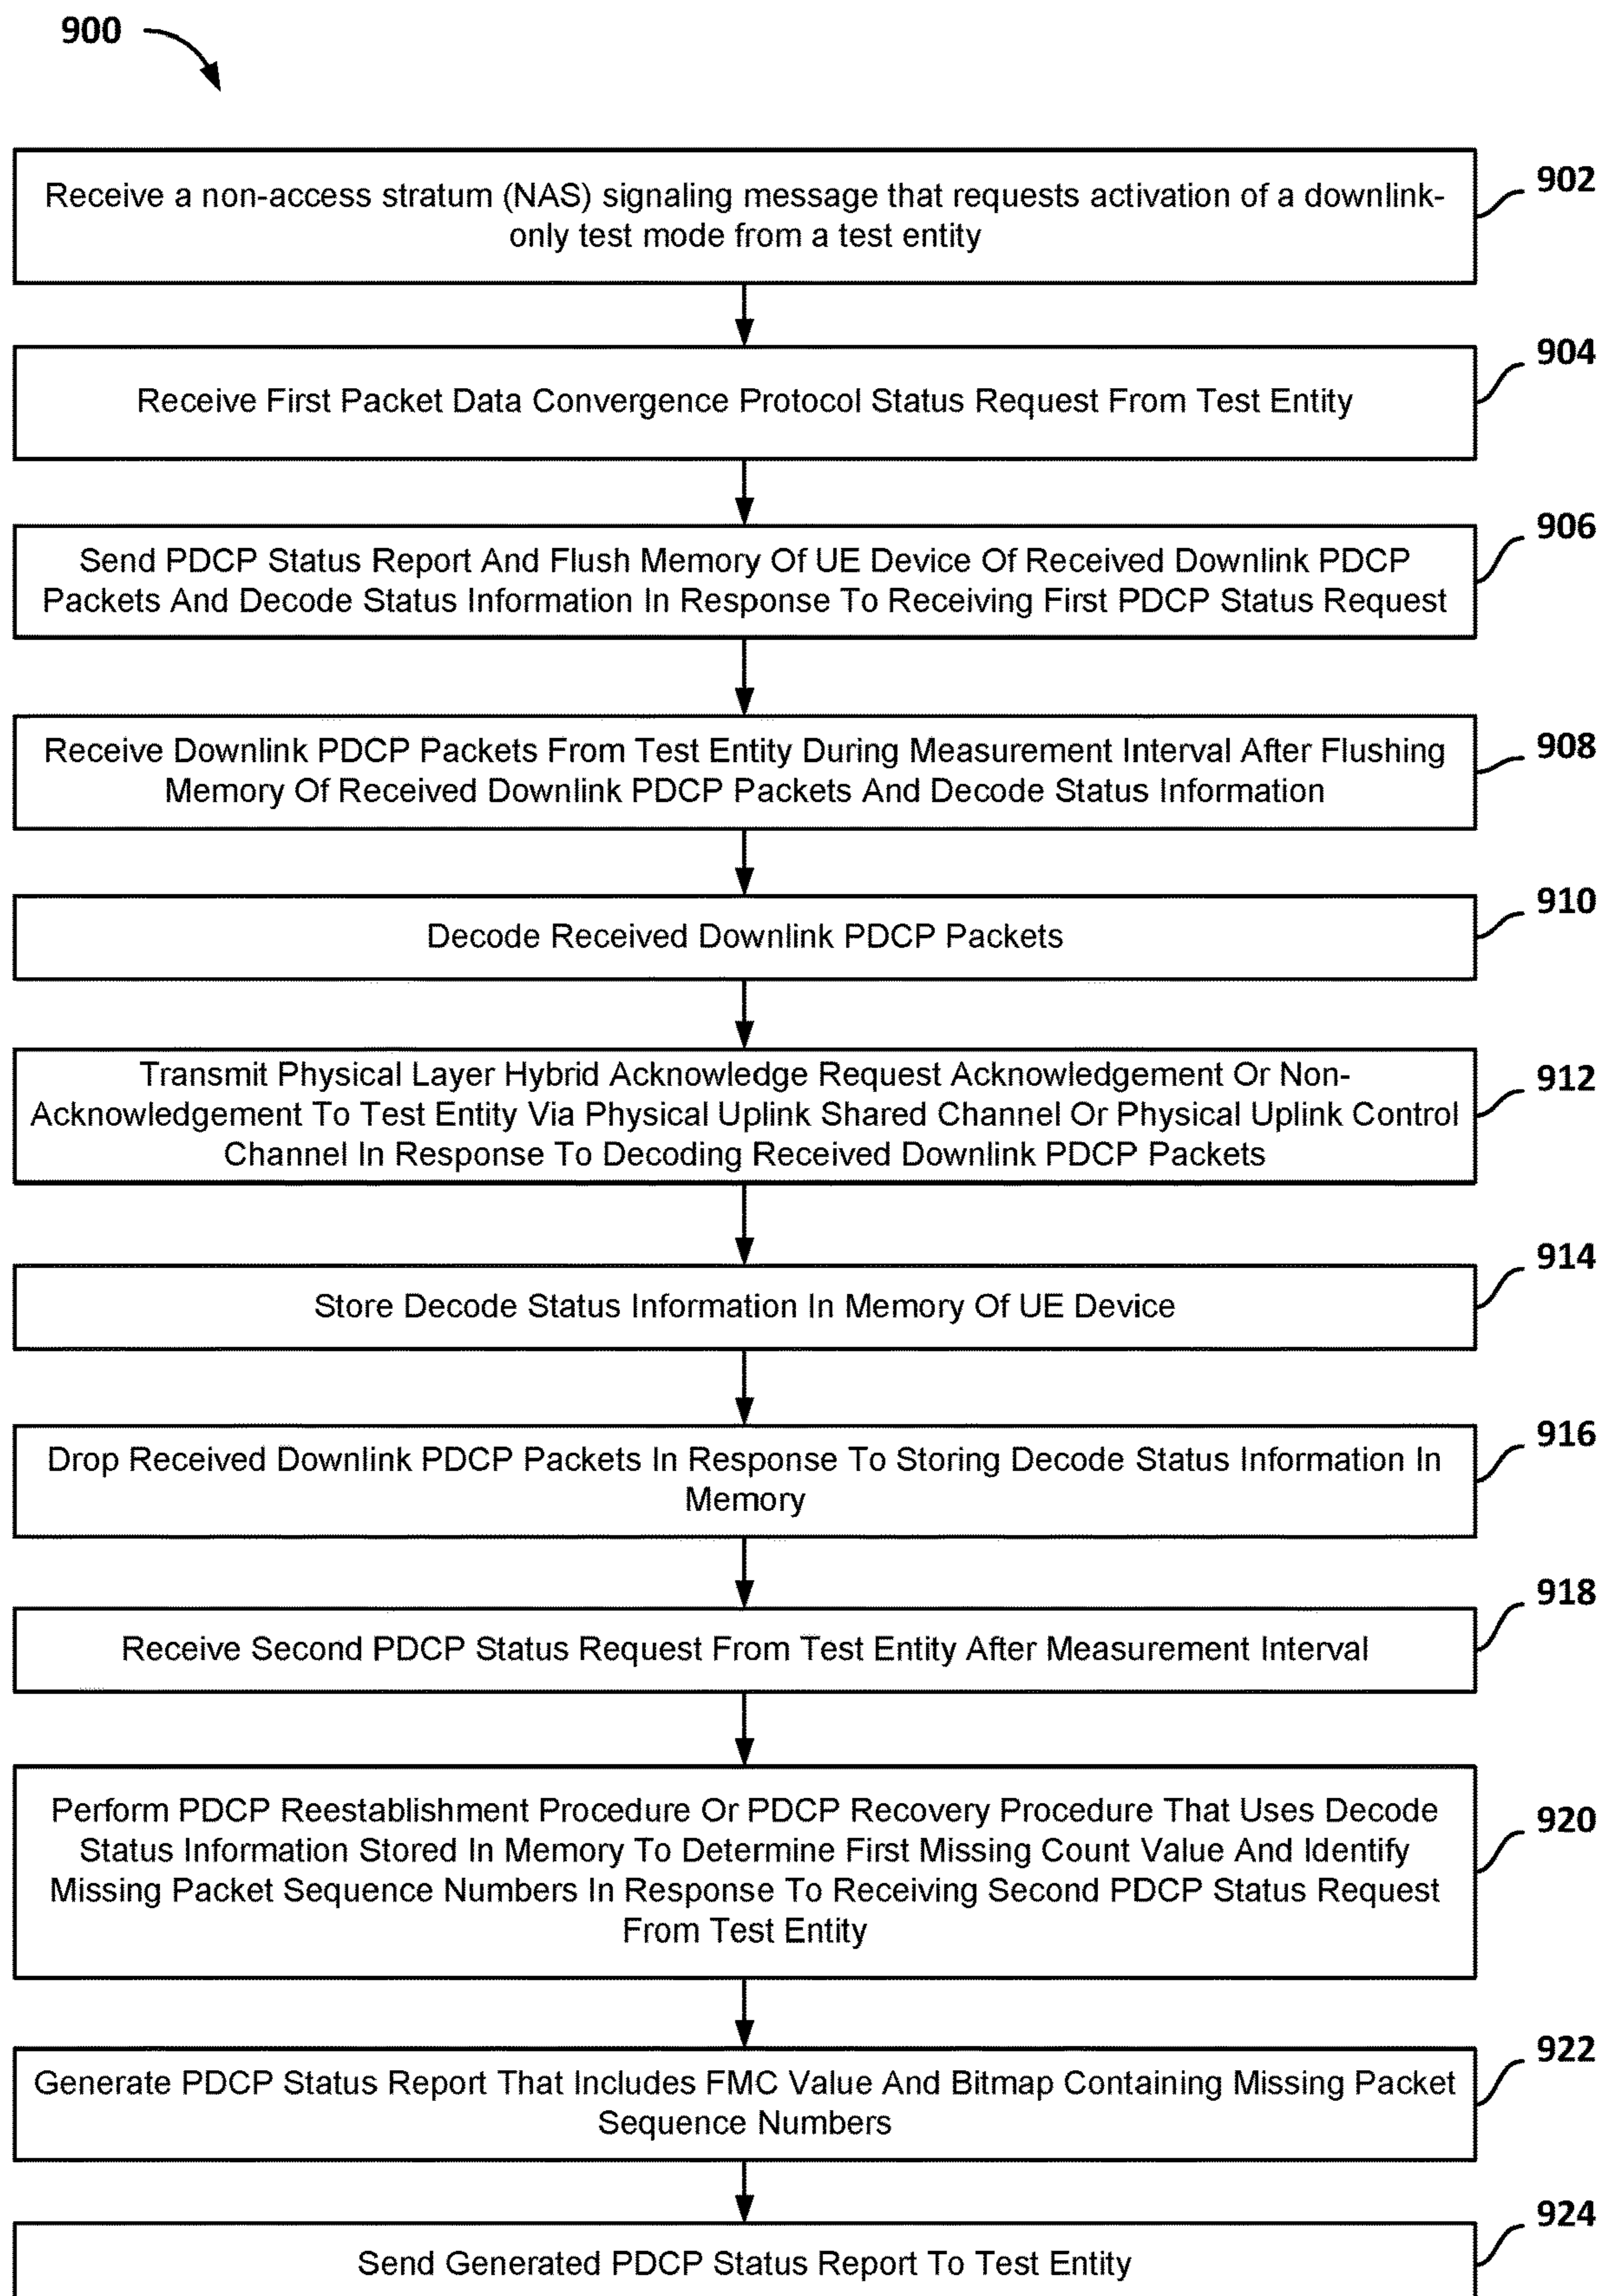 900
Receive a non-access stratum (NAS) signaling message that requests activation of a downlink-
only test mode from a test entity
902
Receive First Packet Data Convergence Protocol Status Request From Test Entity
904
Send PDCP Status Report And Flush Memory Of UE Device Of Received Downlink PDCP
Packets And Decode Status Information In Response To Receiving First PDCP Status Request
906
Receive Downlink PDCP Packets From Test Entity During Measurement Interval After Flushing
Memory Of Received Downlink PDCP Packets And Decode Status Information
908
Decode Received Downlink PDCP Packets
910
Transmit Physical Layer Hybrid Acknowledge Request Acknowledgement Or Non-
Acknowledgement To Test Entity Via Physical Uplink Shared Channel Or Physical Uplink Control
Channel In Response To Decoding Received Downlink PDCP Packets
912
Store Decode Status Information In Memory Of UE Device
914
Drop Received Downlink PDCP Packets In Response To Storing Decode Status Information In
Memory
916
Receive Second PDCP Status Request From Test Entity After Measurement Interval
918
Perform PDCP Reestablishment Procedure Or PDCP Recovery Procedure That Uses Decode
Status Information Stored In Memory To Determine First Missing Count Value And Identify
Missing Packet Sequence Numbers In Response To Receiving Second PDCP Status Request
From Test Entity
920
Generate PDCP Status Report That Includes FMC Value And Bitmap Containing Missing Packet
Sequence Numbers
922
Send Generated PDCP Status Report To Test Entity
924